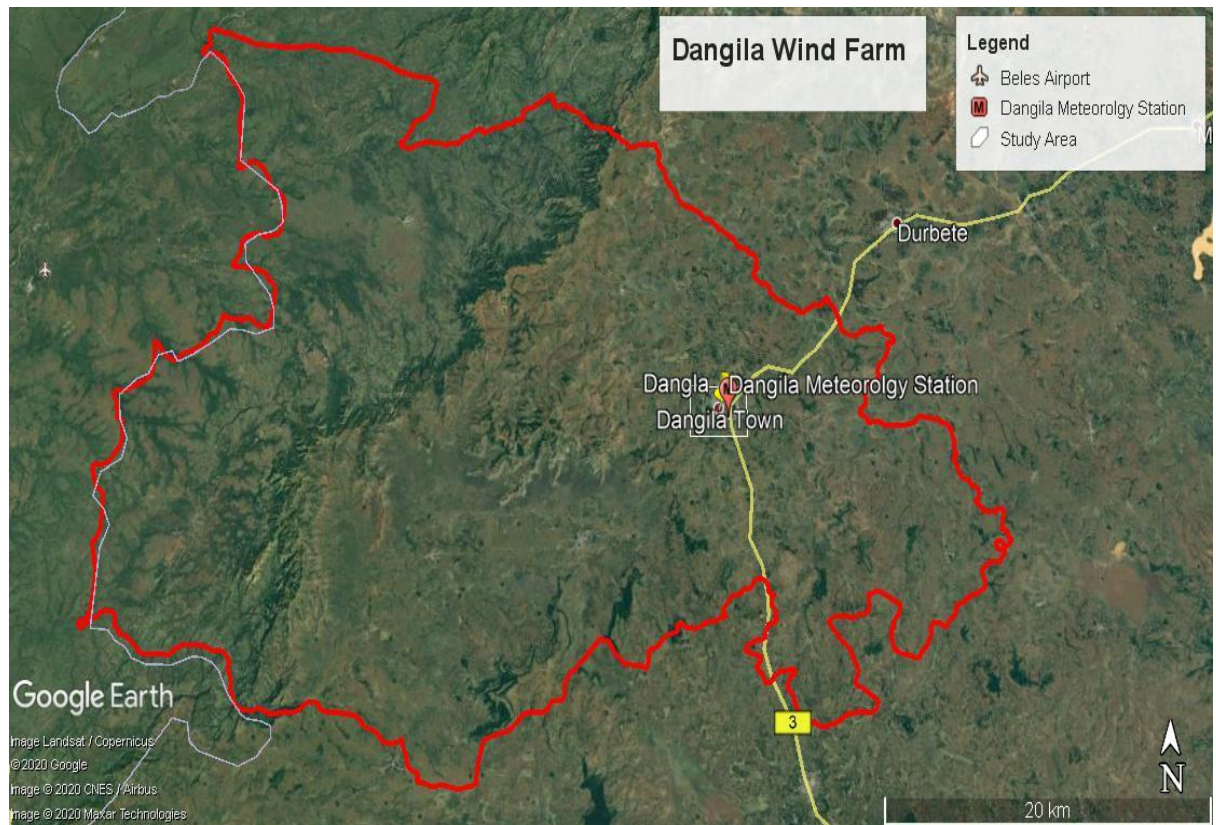 Dangila Wind Farm
Legend
Beles Airport
M
Dangila Meteorolgy Station
Study Area
M
Durbete
Dangla
Dangila Meteorolgy Station
Dangila Town
3
Google Earth
Image Landsat / Copernicus
© 2020 Google
Image © 2020 CNES / Airbus
Image © 2020 Maxar Technologies
N
20 km